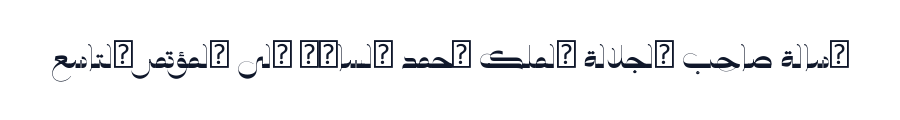 رسالة صاحب الجلالة الملك محمد السادس إلى المؤتمر التاسع